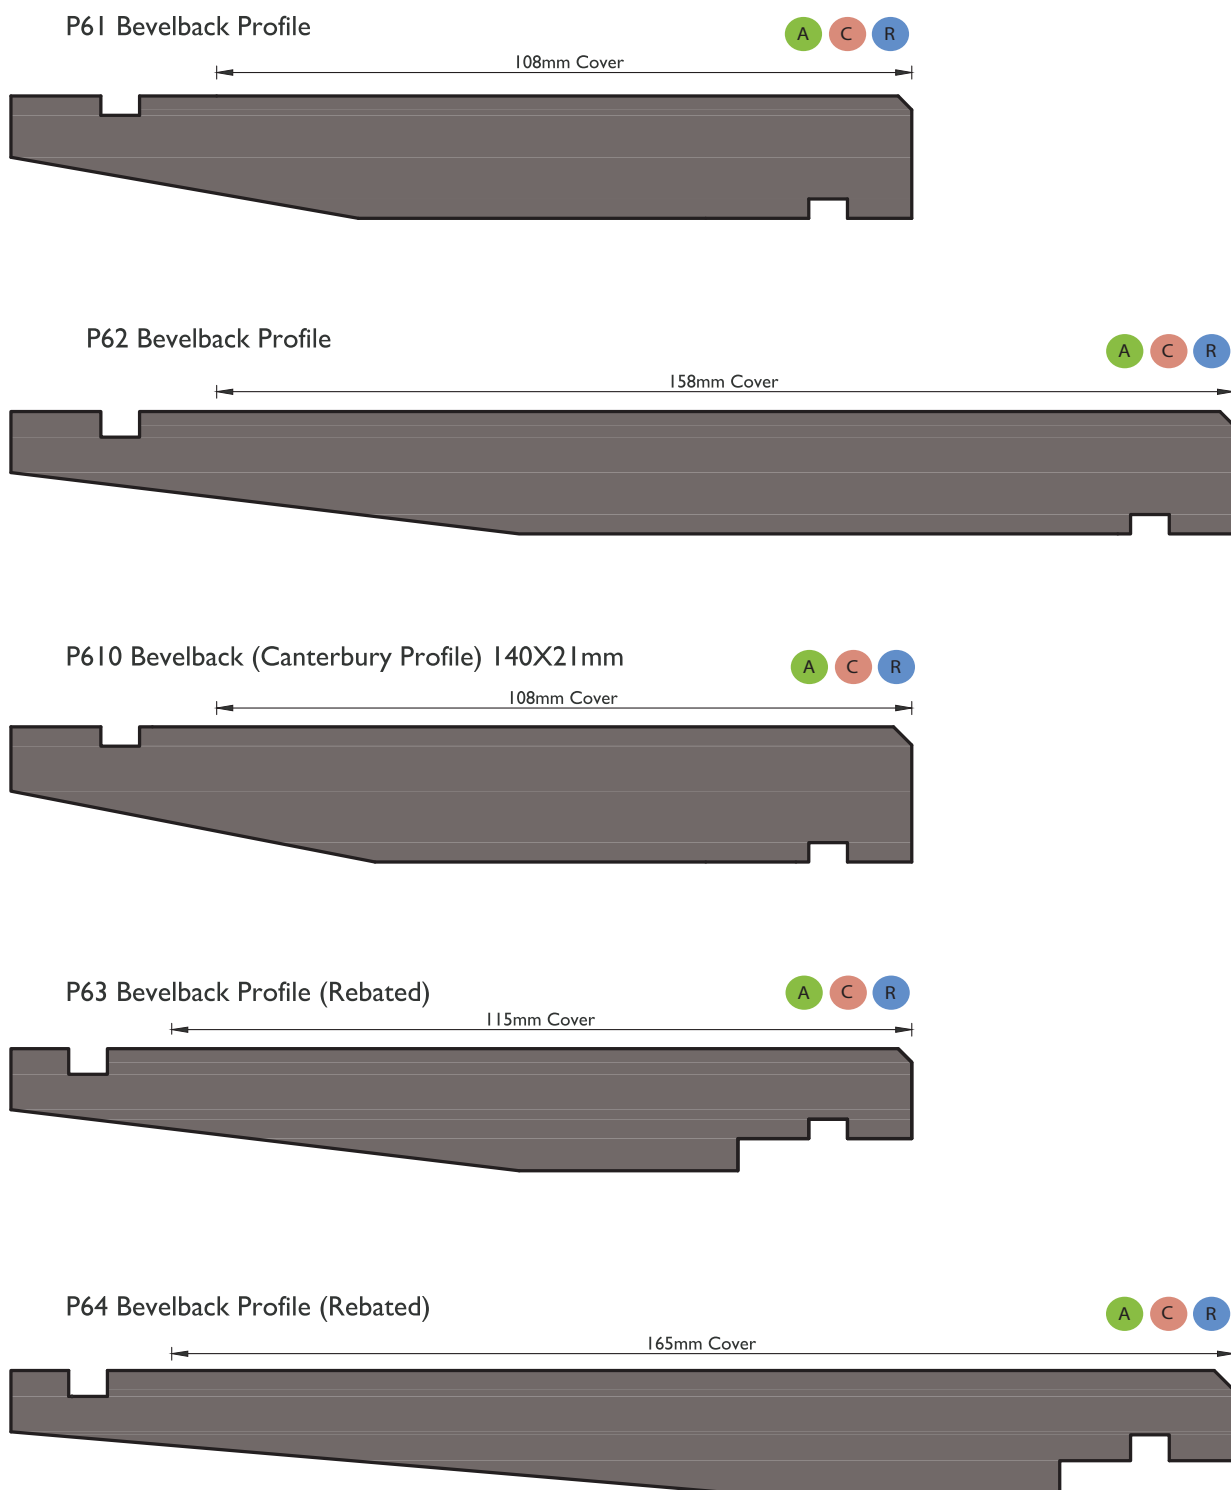 P61 Bevelback Profile
A C R
108mm Cover
P62 Bevelback Profile
A C R
158mm Cover
P610 Bevelback (Canterbury Profile) 140X21mm
A C R
108mm Cover
P63 Bevelback Profile (Rebated)
A C R
115mm Cover
P64 Bevelback Profile (Rebated)
A C R
165mm Cover